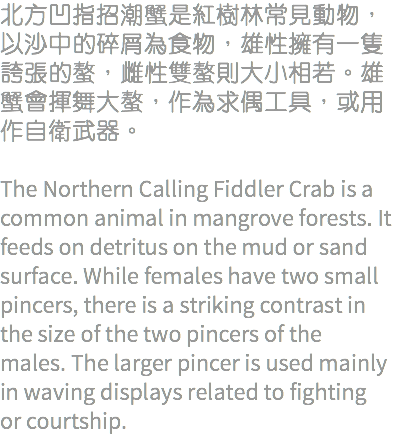 北方凹指招潮蟹是紅樹林常見動物，
以沙中的碎屑為食物，雄性擁有一隻
誇張的螯，雌性雙螯則大小相若。雄
蟹會揮舞大螯，作為求偶工具，或用
作自衛武器。
The Northern Calling Fiddler Crab is a
common animal in mangrove forests. It
feeds on detritus on the mud or sand
surface. While females have two small
pincers, there is a striking contrast in
the size of the two pincers of the
males. The larger pincer is used mainly
in waving displays related to fighting
or courtship.